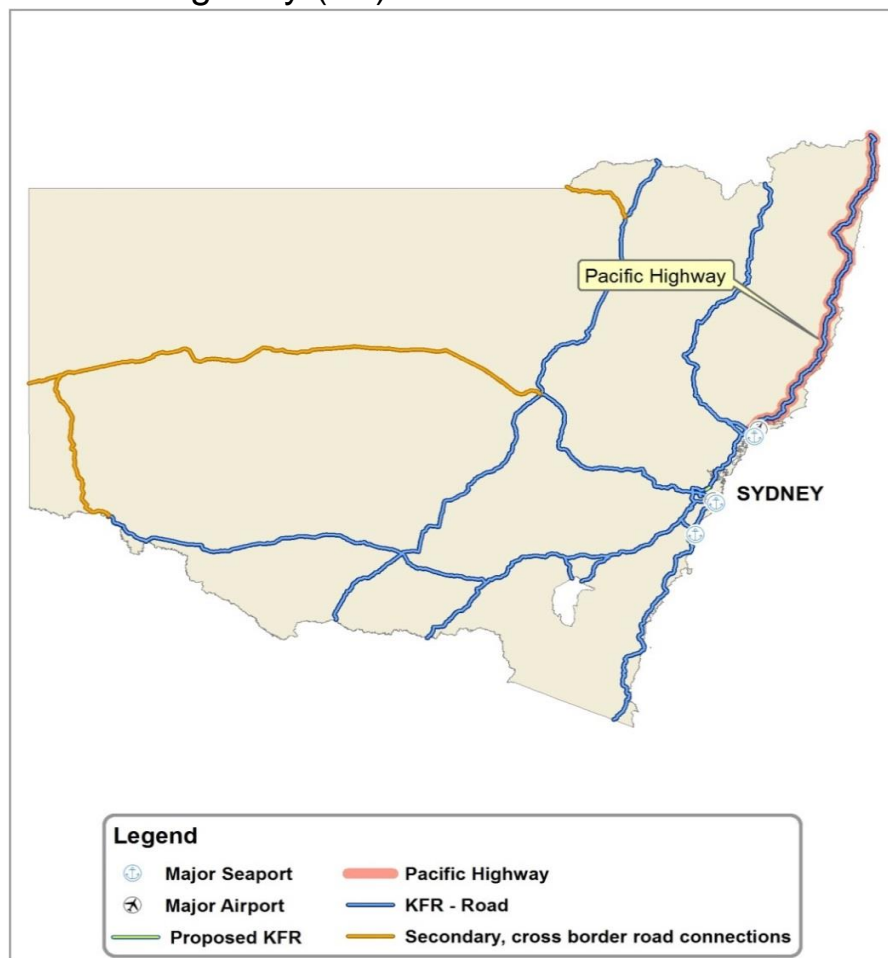 Pacific Highway
SYDNEY
Legend
Major Seaport
Pacific Highway
Major Airport
KFR - Road
Proposed KFR
Secondary, cross border road connections